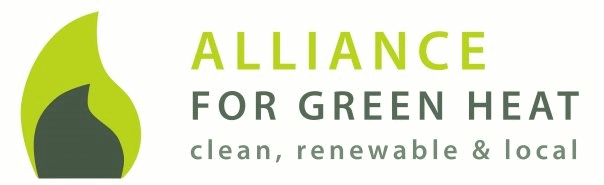 ALLIANCE
FOR GREEN HEAT
clean, renewable & local